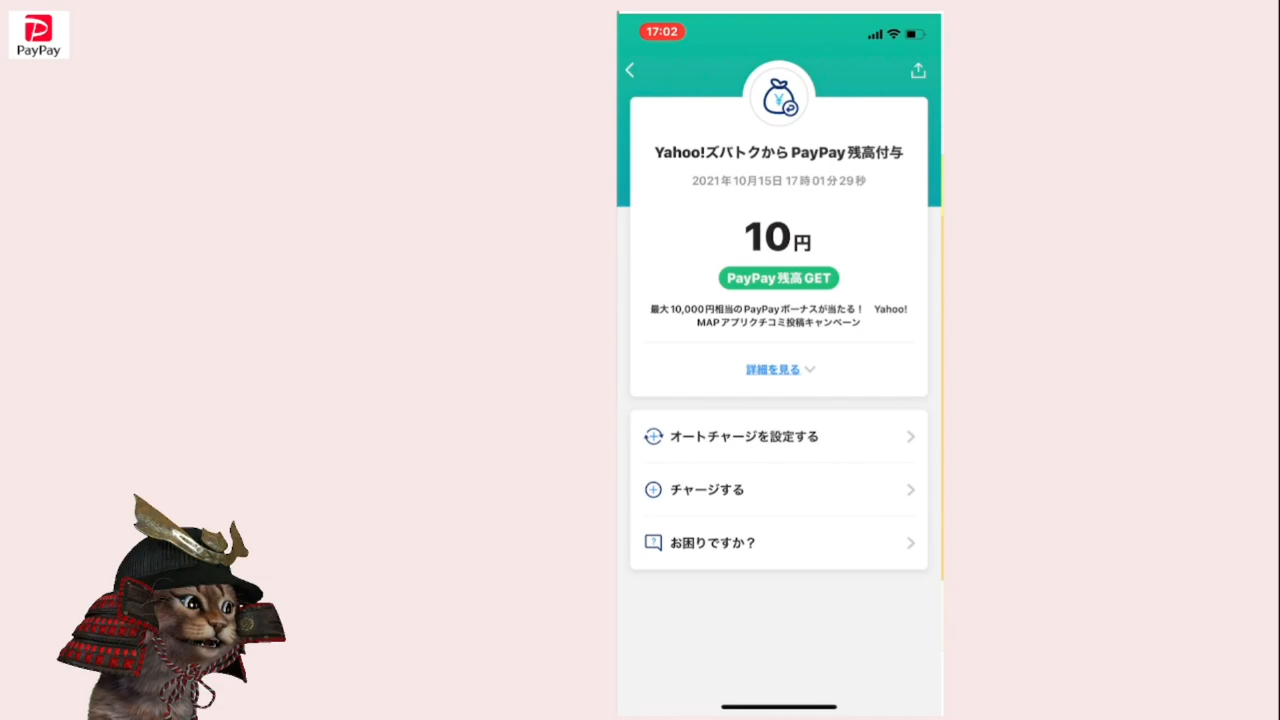 PayPay
17:02
Yahoo!ズバトクからPayPay残高付与
2021年10月15日 17時01分29秒
10円
PayPay残高GET
最大10,000円相当のPayPayボーナスが当たる！ Yahoo!
MAPアプリクチコミ投稿キャンペーン
詳細を見る
オートチャージを設定する
チャージする
お困りですか？